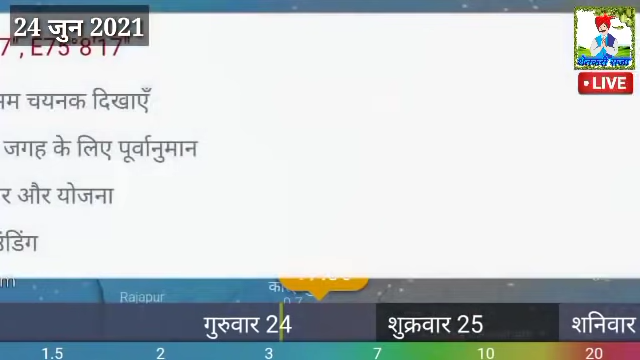 24 जून 2021
7", E75°8'17"
शेतकरी राजा
LIVE
चयनक दिखाएँ
जगह के लिए पूर्वानुमान
और योजना
Rajapur
गुरुवार 24
शुक्रवार 25
शनिवार
1.5 2 3 7 10 20